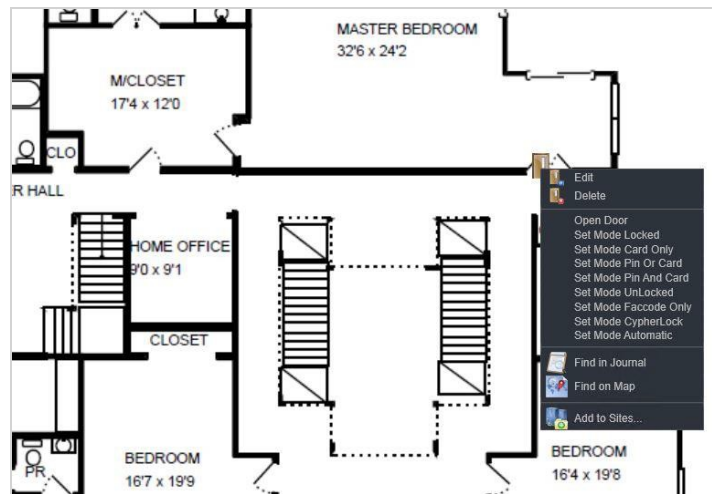 MASTER BEDROOM
32'6 x 24'2
M/CLOSET
17'4 x 12'0
CLO
R HALL
HOME OFFICE
9'0 x 9'1
CLOSET
BEDROOM
16'7 x 19'9
PR
Edit
Delete
Open Door
Set Mode Locked
Set Mode Card Only
Set Mode Pin Or Card
Set Mode Pin And Card
Set Mode UnLocked
Set Mode Faccode Only
Set Mode CypherLock
Set Mode Automatic
Find in Journal
Find on Map
Add to Sites...
BEDROOM
16'4 x 19'8